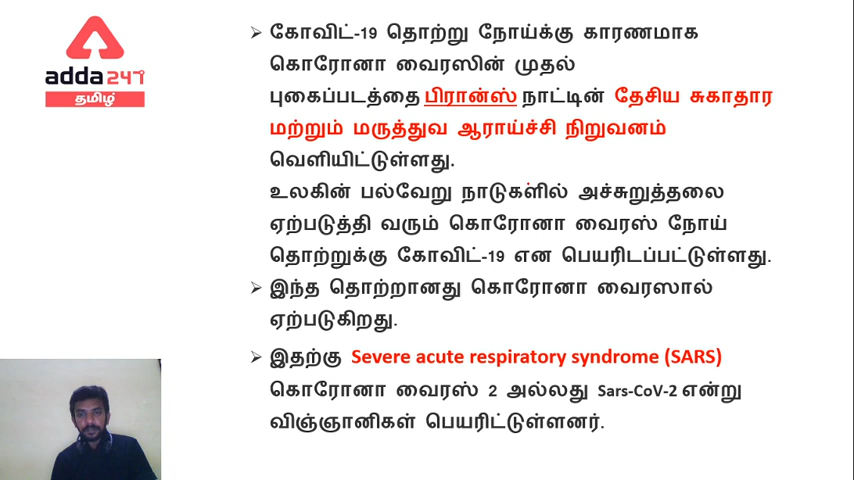 adda247
தமிழ்
➢ கோவிட்-19 தொற்று நோய்க்கு காரணமாக
கொரோனா வைரஸின் முதல்
புகைப்படத்தை பிரான்ஸ் நாட்டின் தேசிய சுகாதார
மற்றும் மருத்துவ ஆராய்ச்சி நிறுவனம்
வெளியிட்டுள்ளது.
உலகின் பல்வேறு நாடுகளில் அச்சுறுத்தலை
ஏற்படுத்தி வரும் கொரோனா வைரஸ் நோய்
தொற்றுக்கு கோவிட்-19 என பெயரிடப்பட்டுள்ளது.
➢ இந்த தொற்றானது கொரோனா வைரஸால்
ஏற்படுகிறது.
➢ இதற்கு Severe acute respiratory syndrome (SARS)
கொரோனா வைரஸ் 2 அல்லது Sars-CoV-2 என்று
விஞ்ஞானிகள் பெயரிட்டுள்ளனர்.